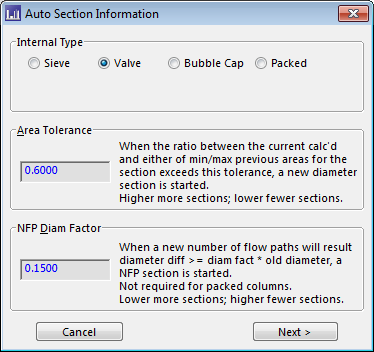 Auto Section Information
Internal Type
Sieve Valve Bubble Cap Packed
Area Tolerance
0.6000
When the ratio between the current calc'd
and either of min/max previous areas for the
section exceeds this tolerance, a new diameter
section is started.
Higher more sections; lower fewer sections.
NFP Diam Factor
0.1500
When a new number of flow paths will result
diameter diff >= diam fact * old diameter, a
NFP section is started.
Not required for packed columns.
Lower more sections; higher fewer sections.
Cancel Next >